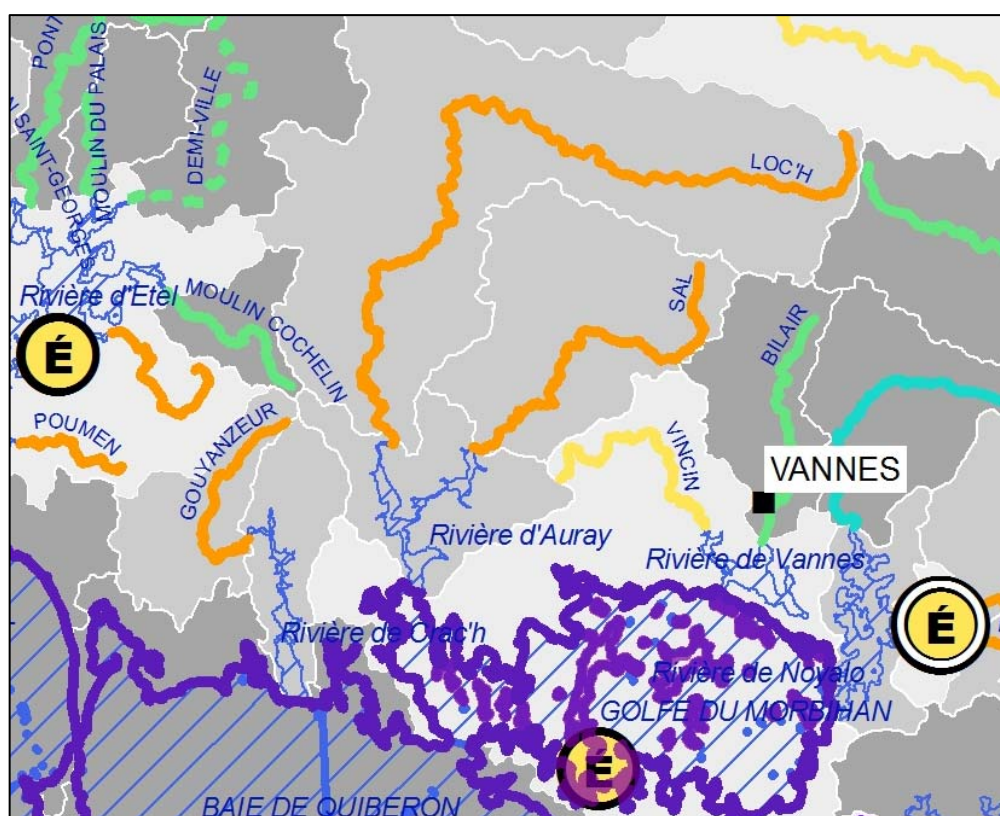 PONT
MOULIN DU PALAIS
DEMI-VILLE
N SAINT-GEORGES
LOC'H
Rivière d'Etel
É
MOULIN COCHELIN
SAL
BILAIR
POUMEN
GOUYANZEUR
VINCIN
VANNES
Rivière d'Auray
Rivière de Vannes
É
Rivière de Crac'h
Rivière de Noyalo
GOLFE DU MORBIHAN
É
BAIE DE QUIBERON